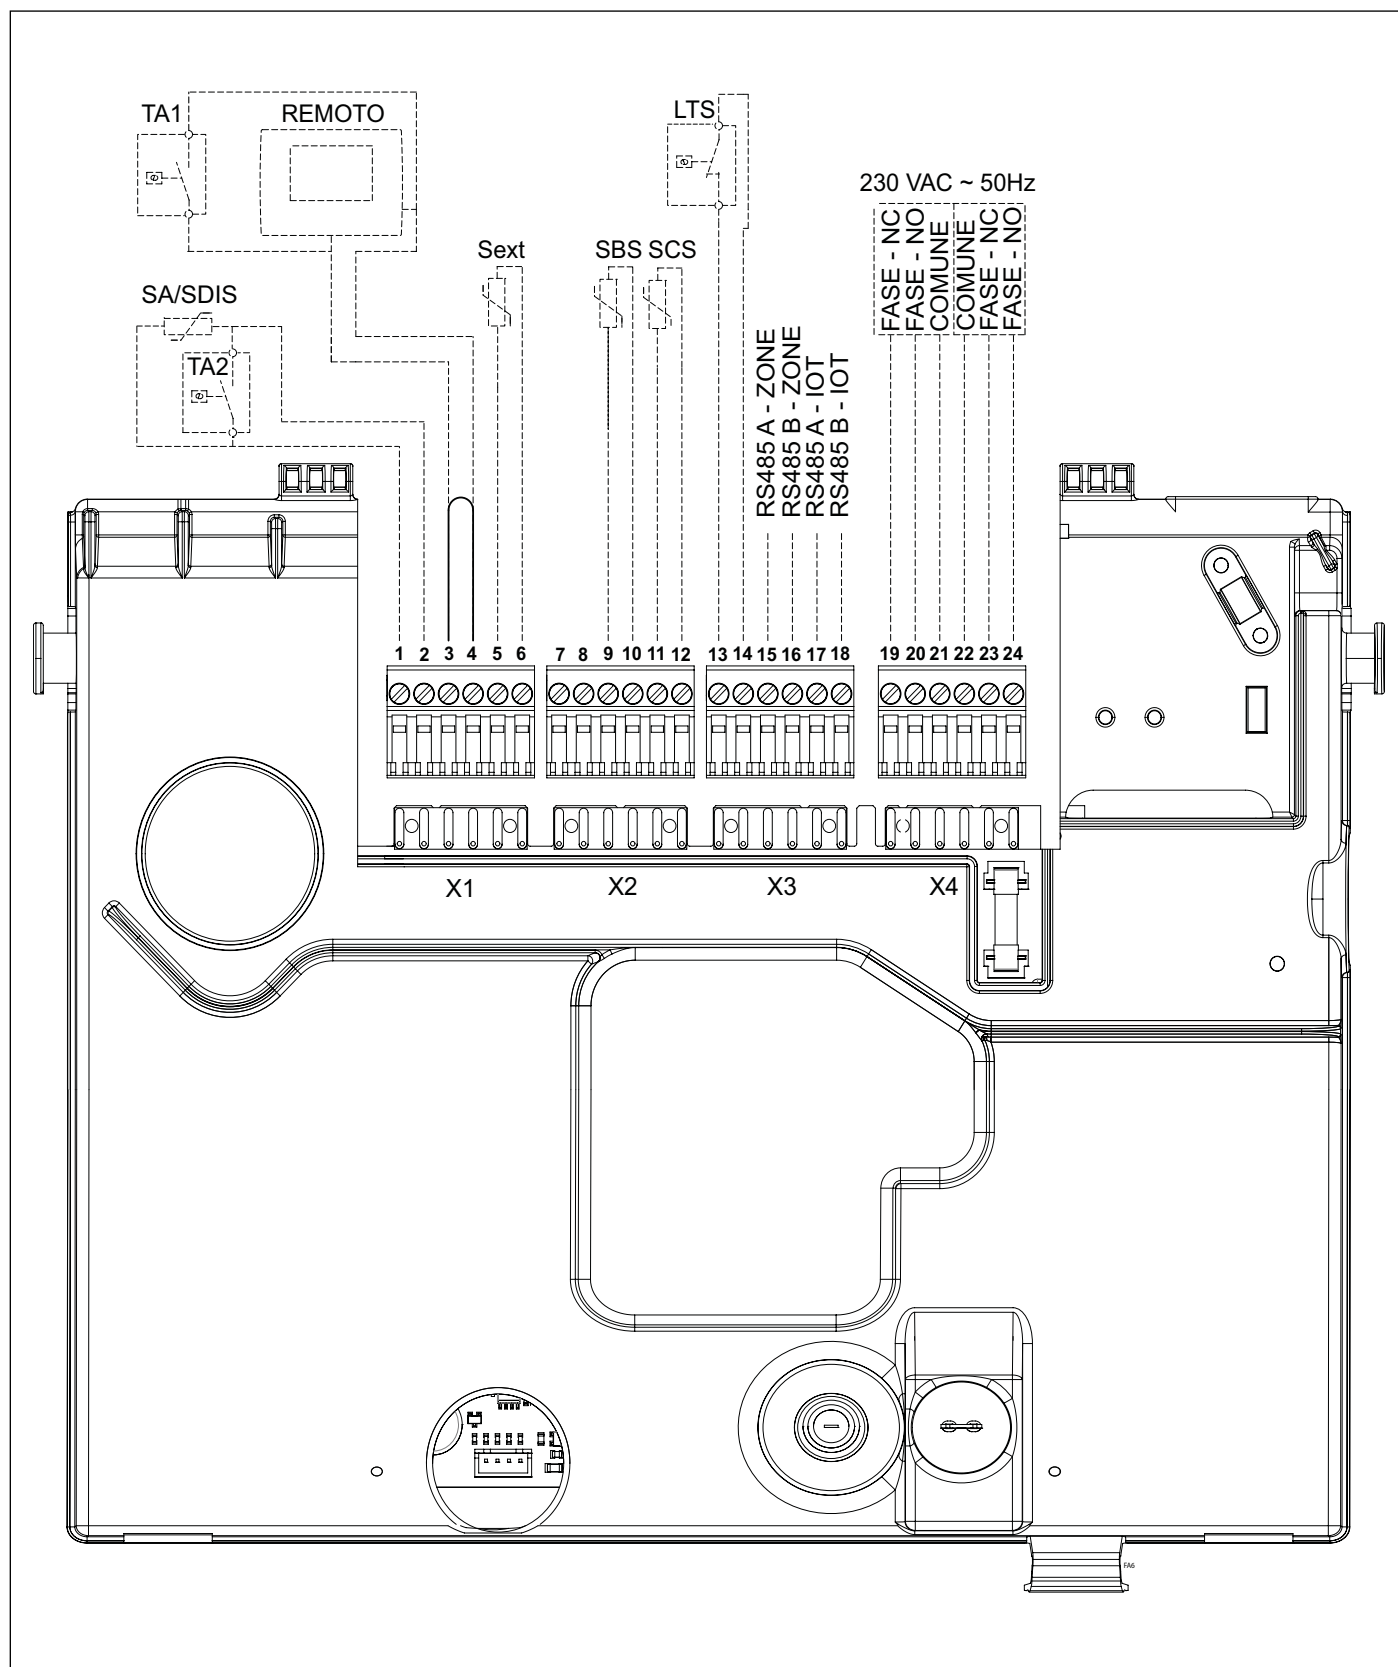 TA1
REMOTO
LTS
230 VAC ~ 50Hz
FASE - NC
FASE - NO
COMUNE
COMUNE
FASE - NC
FASE - NO
Sext
SBS SCS
SA/SDIS
TA2
RS485 A - ZONE
RS485 B - ZONE
RS485 A - IOT
RS485 B - IOT
1 2 3 4 5 6 7 8 9 10 11 12 13 14 15 16 17 18 19 20 21 22 23 24
X1 X2 X3 X4
FA6